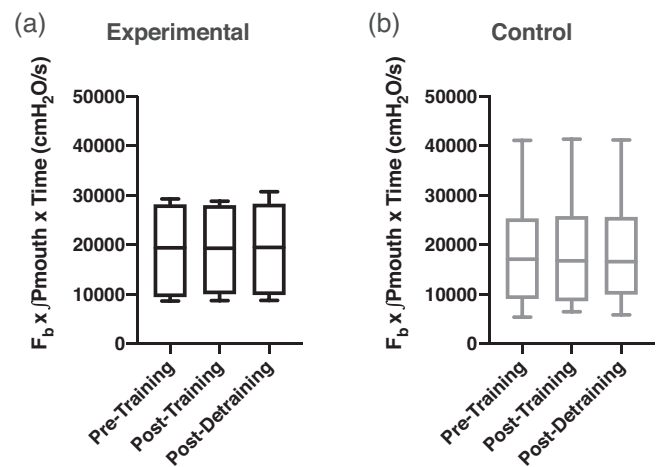 (a)
Experimental
F_b x ∫Pmouth x Time (cmH₂O/s)
50000
40000
30000
20000
10000
0
Pre-Training
Post-Training
Post-Detraining
(b)
Control
F_b x ∫Pmouth x Time (cmH₂O/s)
50000
40000
30000
20000
10000
0
Pre-Training
Post-Training
Post-Detraining